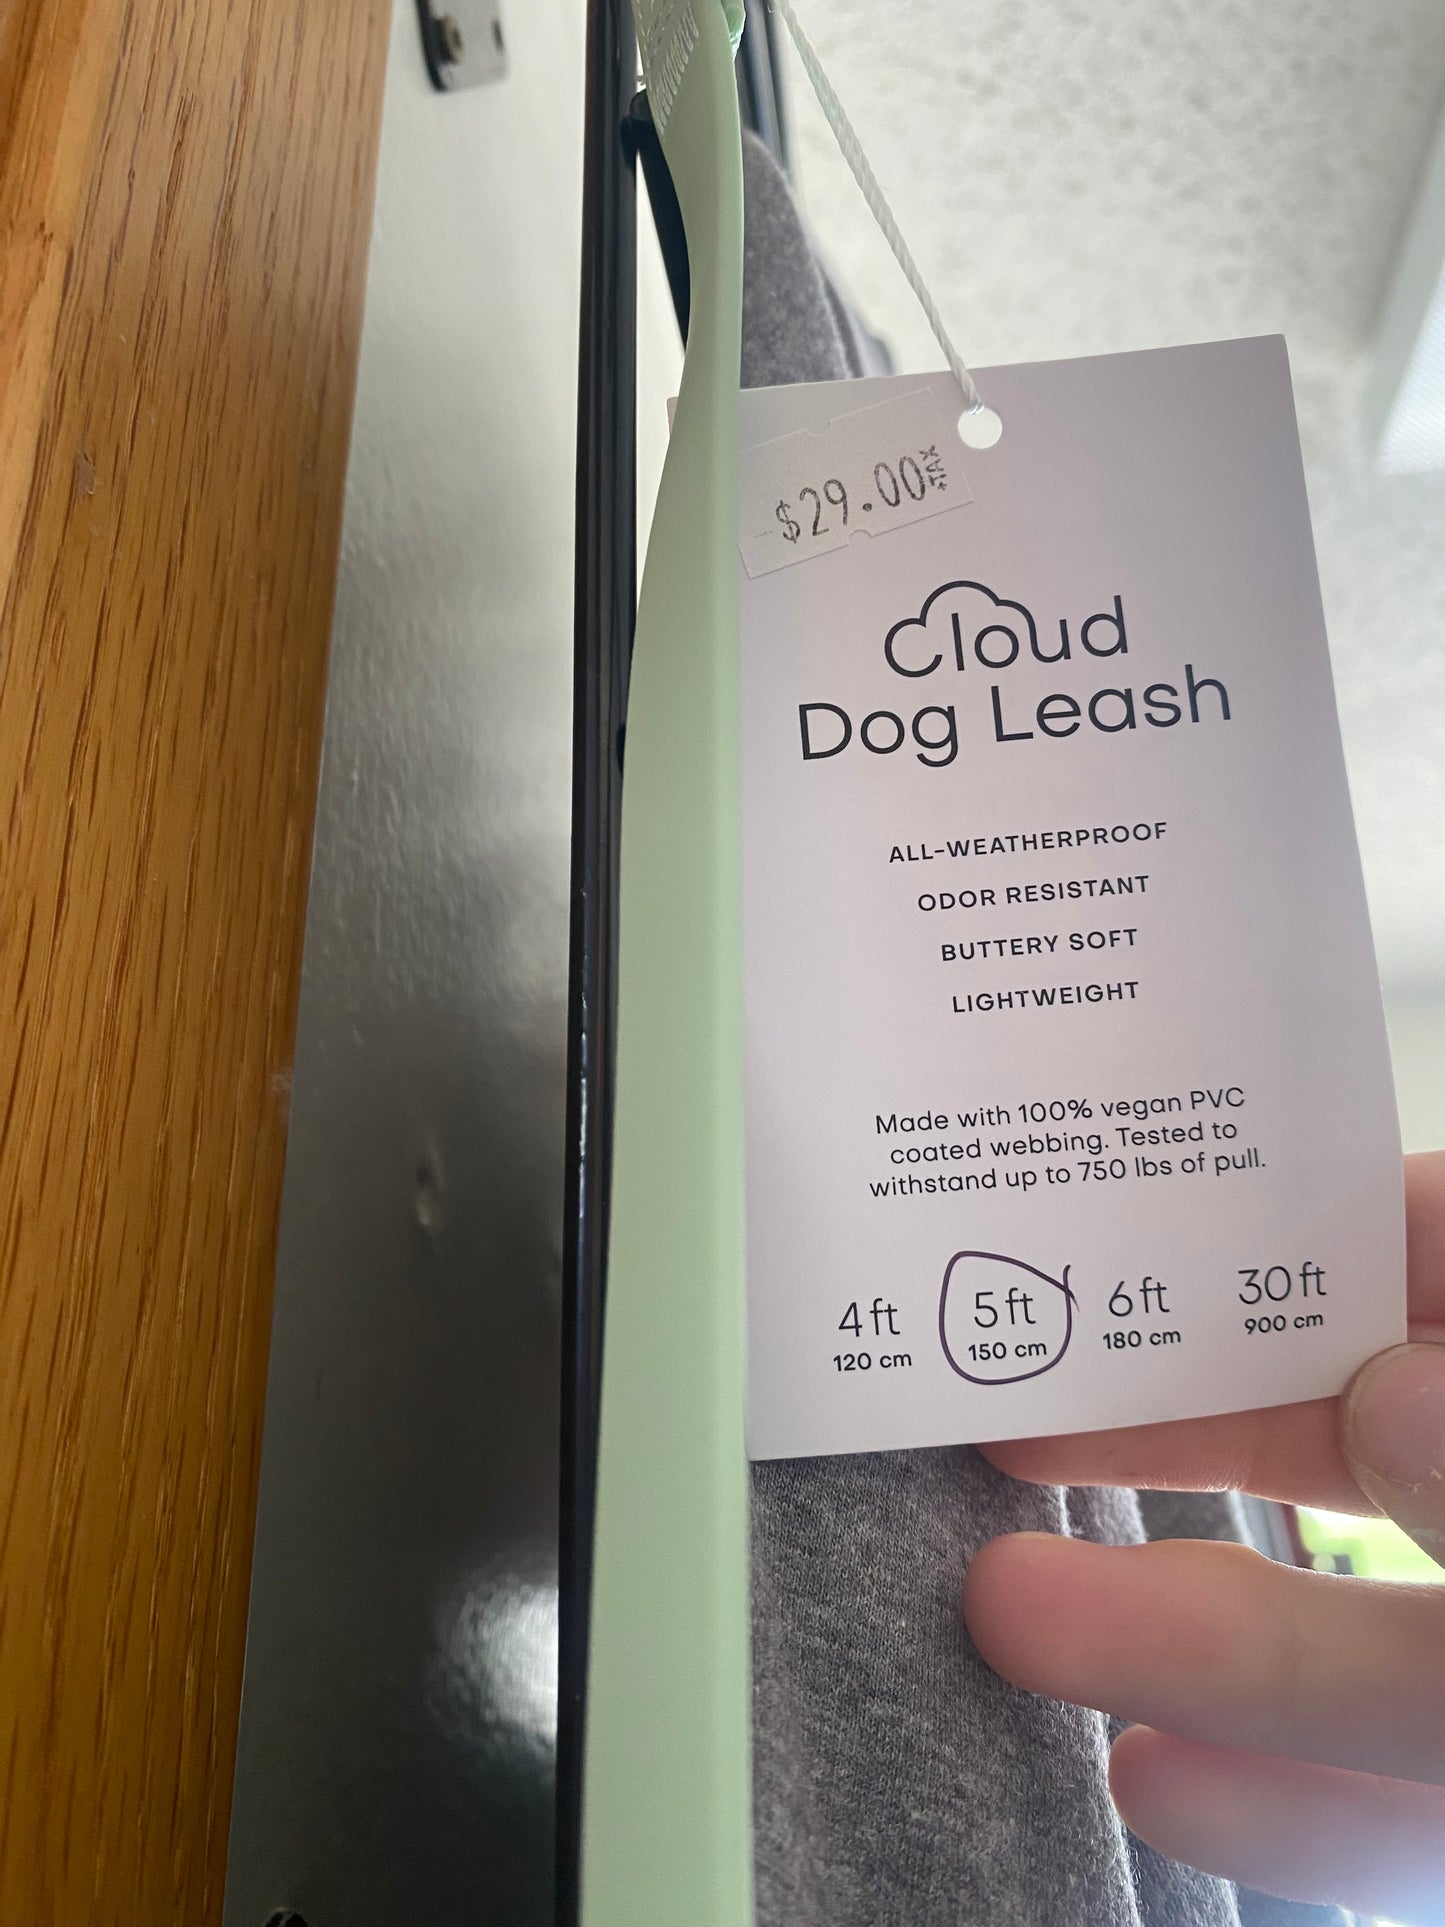 $29.00 +TAX
Cloud
Dog Leash
ALL-WEATHERPROOF
ODOR RESISTANT
BUTTERY SOFT
LIGHTWEIGHT
Made with 100% vegan PVC
coated webbing. Tested to
withstand up to 750 lbs of pull.
4 ft 5 ft 6 ft 30 ft
120 cm 150 cm 180 cm 900 cm